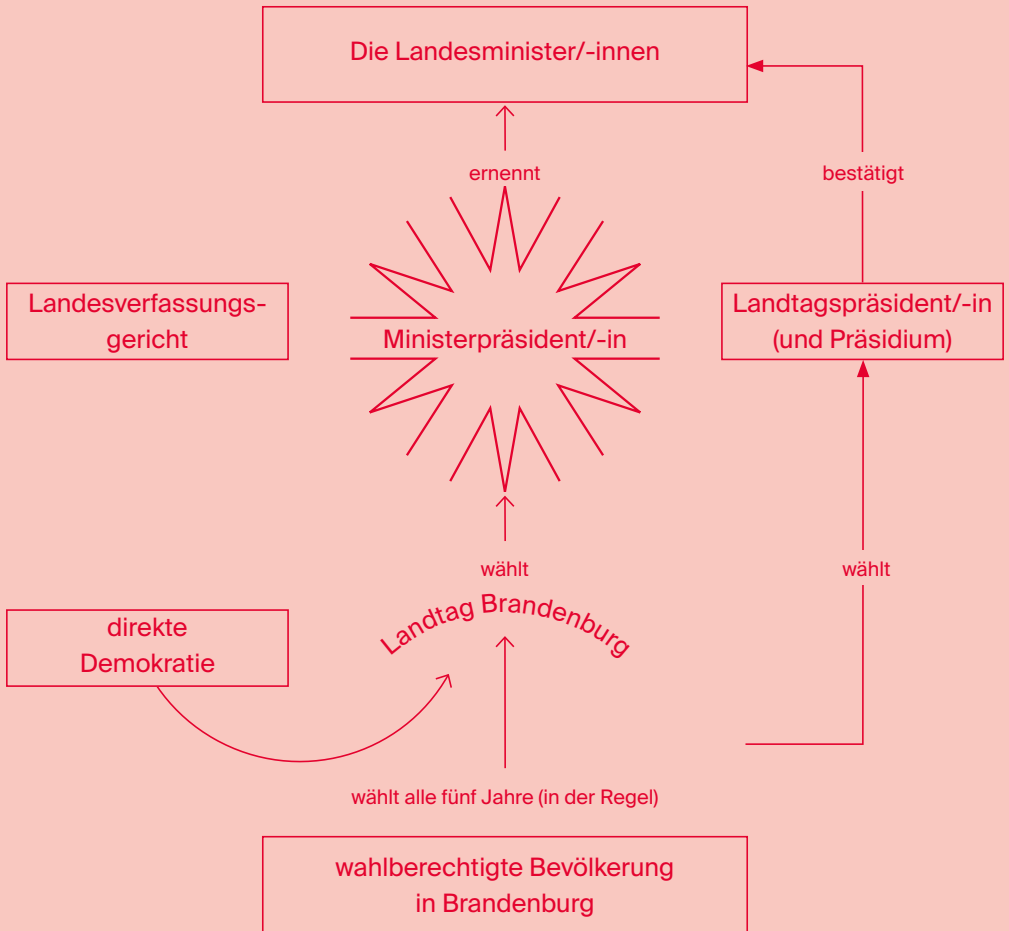 Die Landesminister/-innen
ernennt
bestätigt
Landesverfassungs-
gericht
Ministerpräsident/-in
Landtagspräsident/-in
(und Präsidium)
wählt
wählt
Landtag Brandenburg
direkte
Demokratie
wählt alle fünf Jahre (in der Regel)
wahlberechtigte Bevölkerung
in Brandenburg